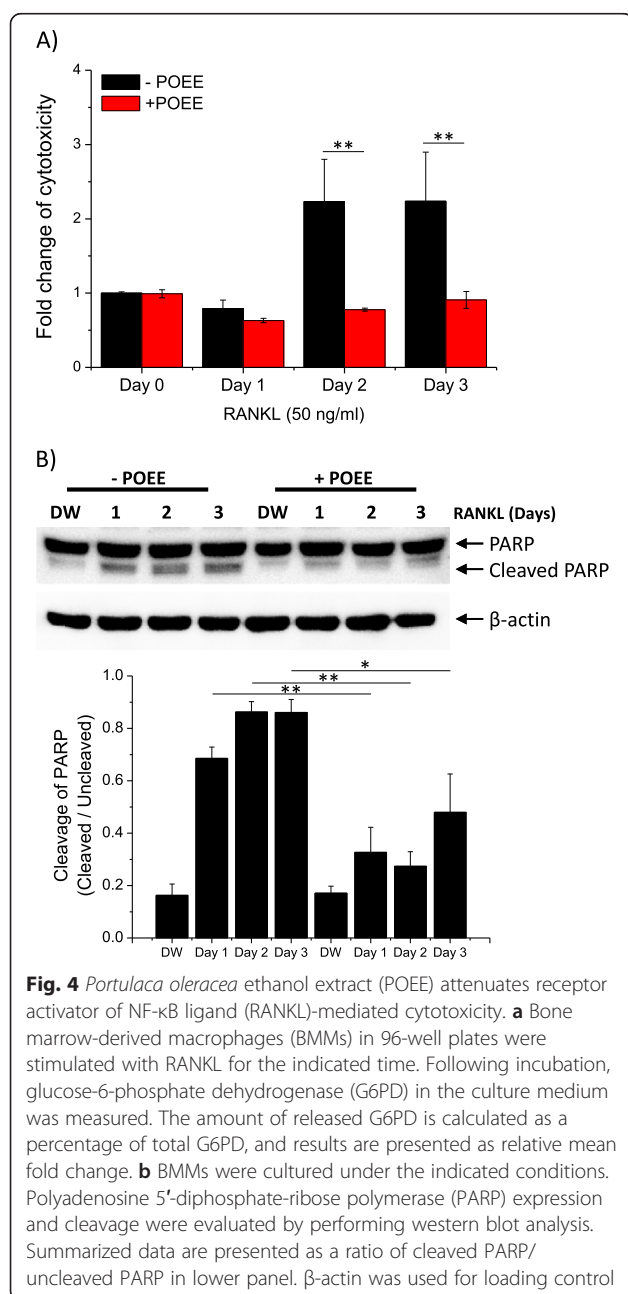 A)
4
3
2
1
0
Fold change of cytotoxicity
- POEE
+POEE
**
**
Day 0 Day 1 Day 2 Day 3
RANKL (50 ng/ml)
B)
- POEE + POEE
DW 1 2 3 DW 1 2 3 RANKL (Days)
PARP
Cleaved PARP
β-actin
1.0
0.8
0.6
0.4
0.2
0.0
Cleavage of PARP
(Cleaved / Uncleaved)
*
**
**
DW Day 1 Day 2 Day 3 DW Day 1 Day 2 Day 3
Fig. 4 Portulaca oleracea ethanol extract (POEE) attenuates receptor
activator of NF-κB ligand (RANKL)-mediated cytotoxicity. a Bone
marrow-derived macrophages (BMMs) in 96-well plates were
stimulated with RANKL for the indicated time. Following incubation,
glucose-6-phosphate dehydrogenase (G6PD) in the culture medium
was measured. The amount of released G6PD is calculated as a
percentage of total G6PD, and results are presented as relative mean
fold change. b BMMs were cultured under the indicated conditions.
Polyadenosine 5′-diphosphate-ribose polymerase (PARP) expression
and cleavage were evaluated by performing western blot analysis.
Summarized data are presented as a ratio of cleaved PARP/
uncleaved PARP in lower panel. β-actin was used for loading control